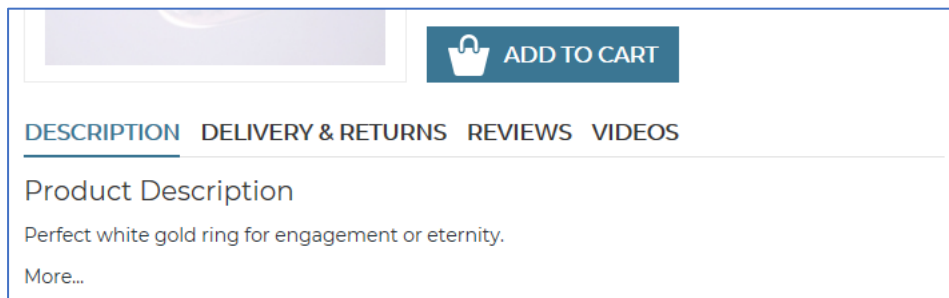 ADD TO CART
DESCRIPTION DELIVERY & RETURNS REVIEWS VIDEOS
Product Description
Perfect white gold ring for engagement or eternity.
More...